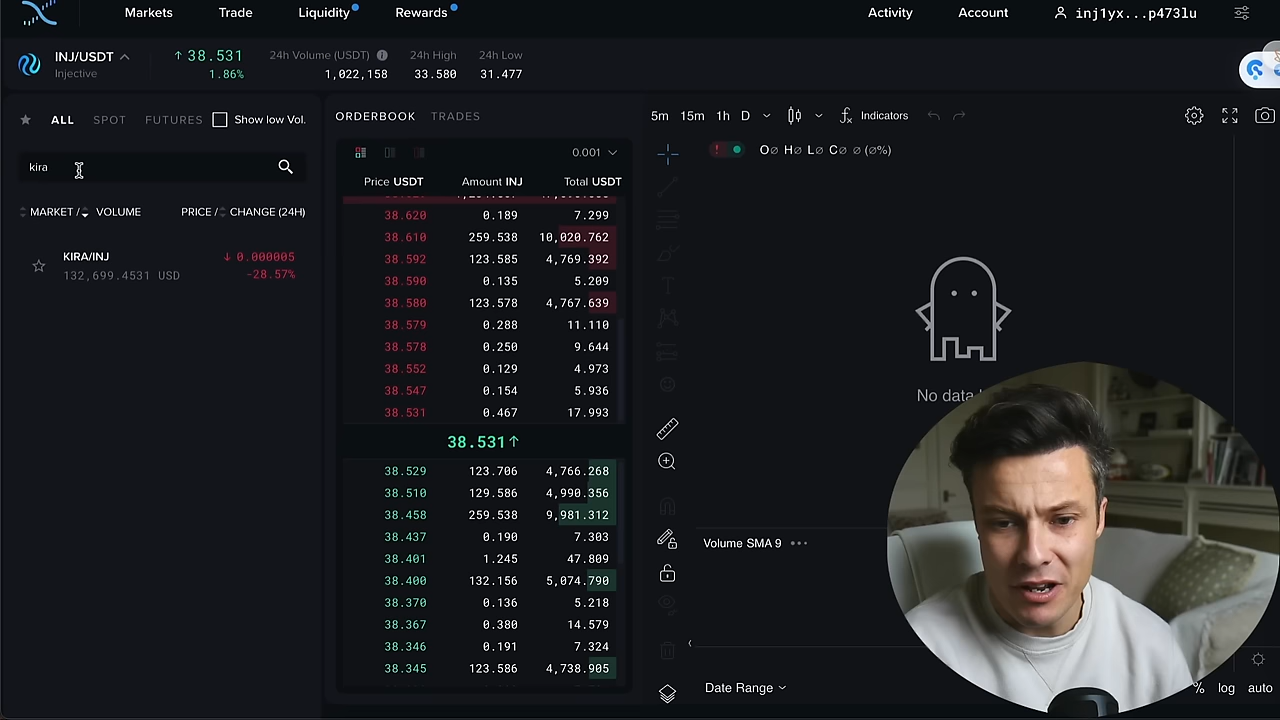 Markets Trade Liquidity Rewards Activity Account inj1yx...p473lu
INJ/USDT
Injective
↑ 38.531
1.86%
24h Volume (USDT)
1,022,158
24h High
33.580
24h Low
31.477
ALL SPOT FUTURES Show low Vol.
kira
MARKET / VOLUME PRICE / CHANGE (24H)
KIRA/INJ ↓ 0.000005
132,699.4531 USD -28.57%
ORDERBOOK TRADES
0.001
Price USDT Amount INJ Total USDT
38.620 0.189 7.299
38.610 259.538 10,020.762
38.592 123.585 4,769.392
38.590 0.135 5.209
38.580 123.578 4,767.639
38.579 0.288 11.110
38.578 0.250 9.644
38.552 0.129 4.973
38.547 0.154 5.936
38.531 0.467 17.993
38.531↑
38.529 123.706 4,766.268
38.510 129.586 4,990.356
38.458 259.538 9,981.312
38.437 0.190 7.303
38.401 1.245 47.809
38.400 132.156 5,074.790
38.370 0.136 5.218
38.367 0.380 14.579
38.346 0.191 7.324
38.345 123.586 4,738.905
5m 15m 1h D Indicators
O∅ H∅ L∅ C∅ ∅ (∅%)
No data
Volume SMA 9
Date Range % log auto